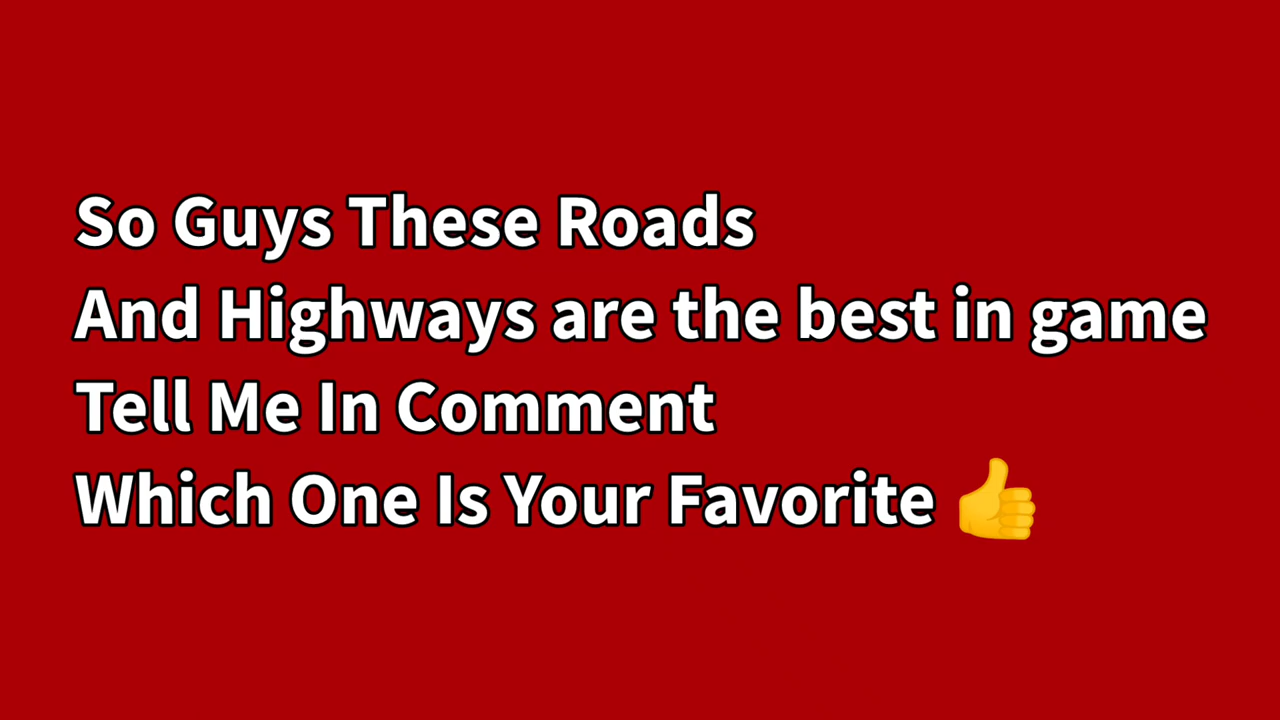 So Guys These Roads
And Highways are the best in game
Tell Me In Comment
Which One Is Your Favorite 👍